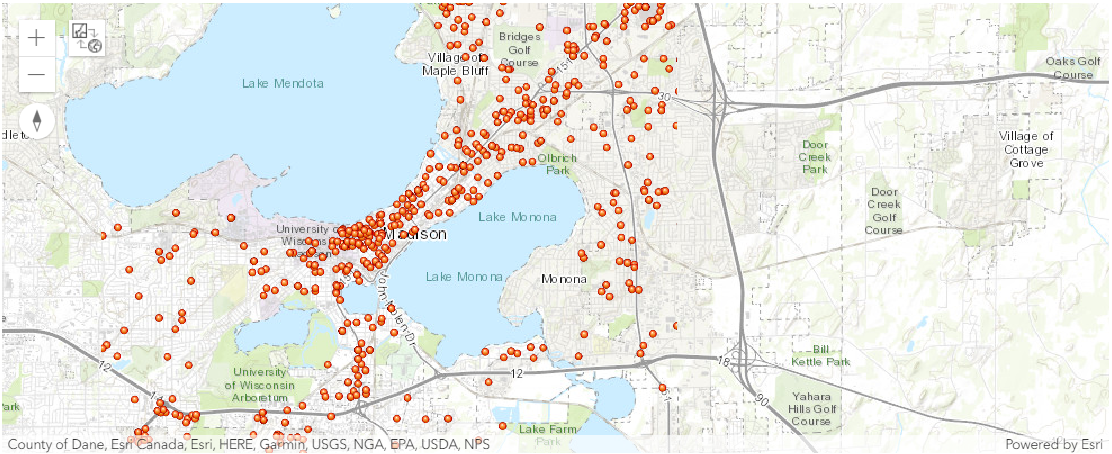 Bridges
Golf
Course
Village of
Maple Bluff
Lake Mendota
Oaks Golf
Course
30
Village of
Cottage
Grove
Door
Creek
Park
Olbrich
Park
Door
Creek
Golf
Course
Lake Monona
University of
Madison
Lake Monona
Monona
John Nolen Dr
Bill
Kettle Park
12
12
18
University
of Wisconsin
Arboretum
90
Yahara
Hills Golf
Course
Park
Lake Farm
Park
County of Dane, Esri Canada, Esri, HERE, Garmin, USGS, NGA, EPA, USDA, NPS
Powered by Esri